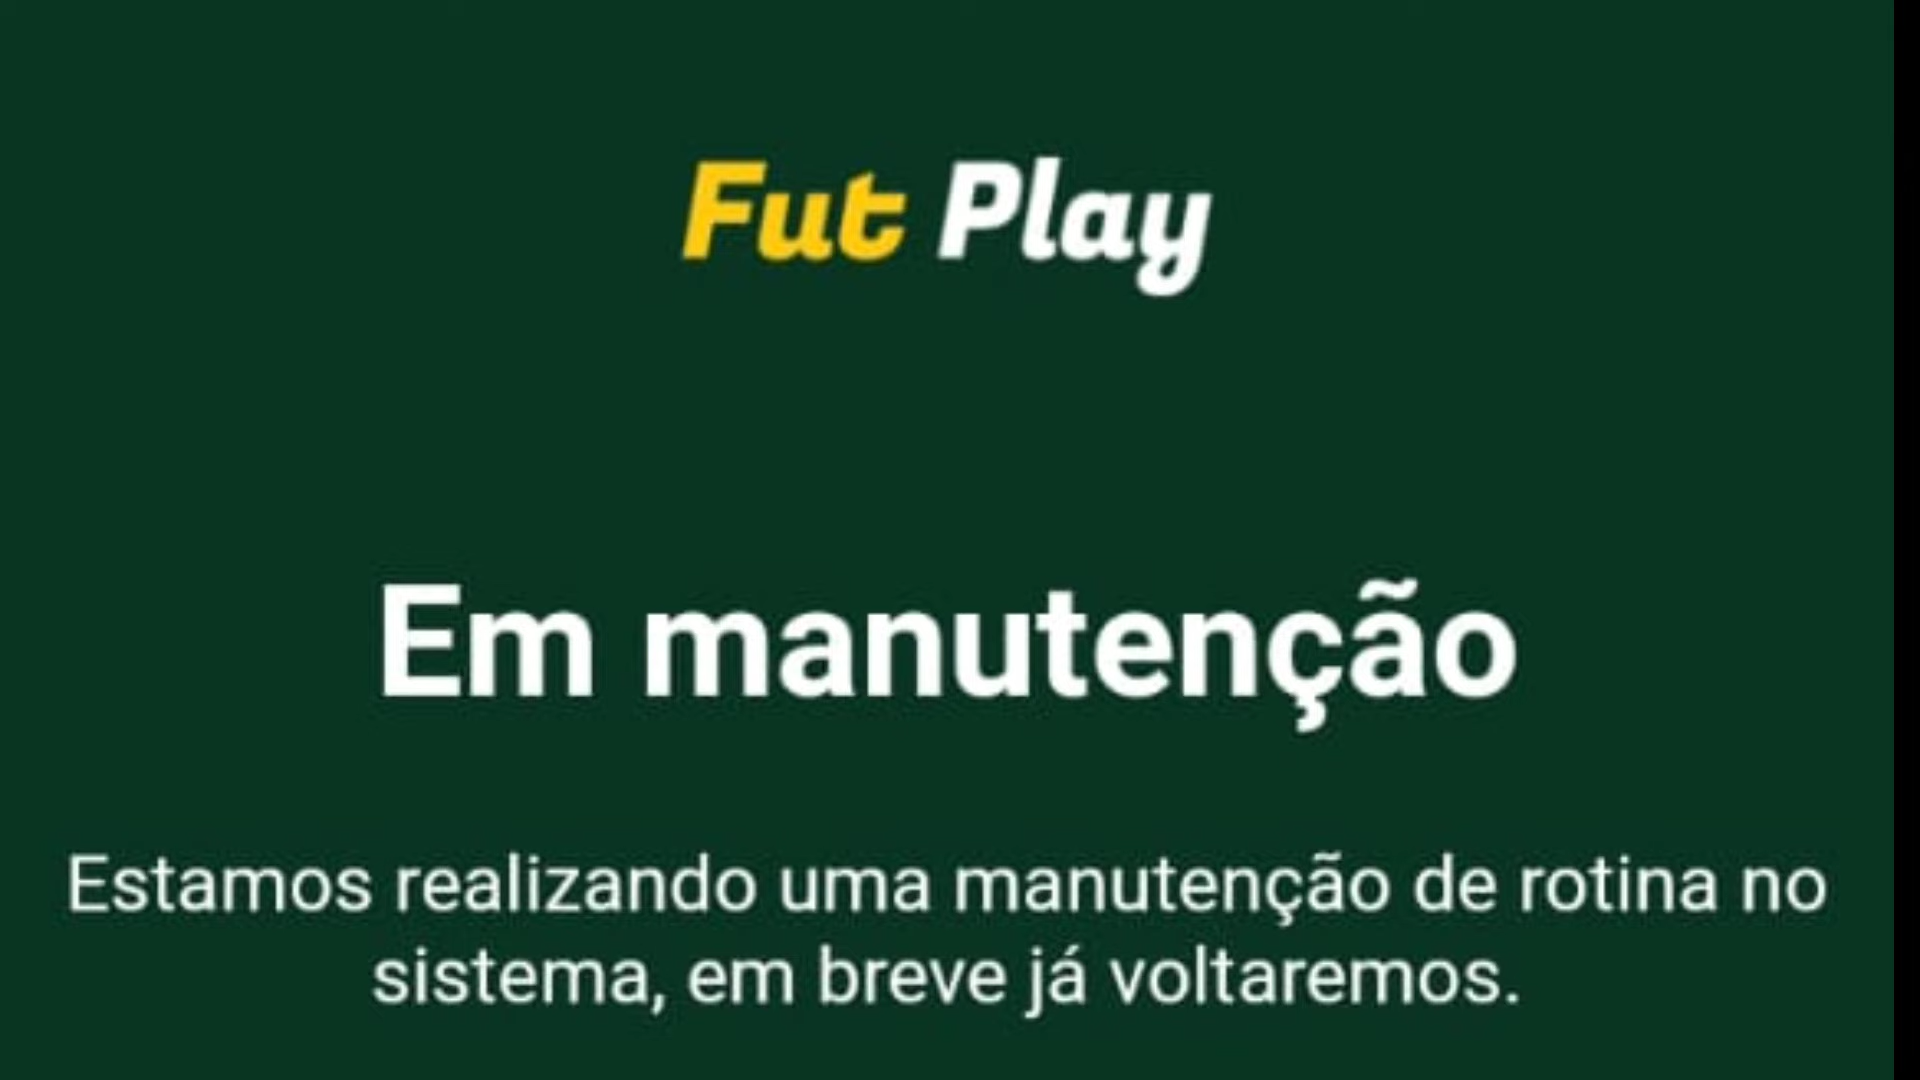 Fut Play
Em manutenção
Estamos realizando uma manutenção de rotina no
sistema, em breve já voltaremos.